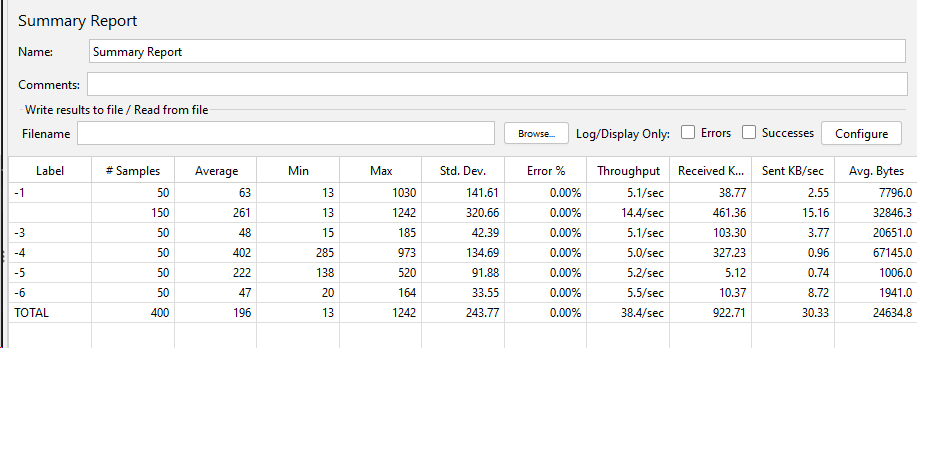 Summary Report
Name: Summary Report
Comments:
Write results to file / Read from file
Filename Browse... Log/Display Only: Errors Successes Configure
Label # Samples Average Min Max Std. Dev. Error % Throughput Received K... Sent KB/sec Avg. Bytes
-1 50 63 13 1030 141.61 0.00% 5.1/sec 38.77 2.55 7796.0
150 261 13 1242 320.66 0.00% 14.4/sec 461.36 15.16 32846.3
-3 50 48 15 185 42.39 0.00% 5.1/sec 103.30 3.77 20651.0
-4 50 402 285 973 134.69 0.00% 5.0/sec 327.23 0.96 67145.0
-5 50 222 138 520 91.88 0.00% 5.2/sec 5.12 0.74 1006.0
-6 50 47 20 164 33.55 0.00% 5.5/sec 10.37 8.72 1941.0
TOTAL 400 196 13 1242 243.77 0.00% 38.4/sec 922.71 30.33 24634.8